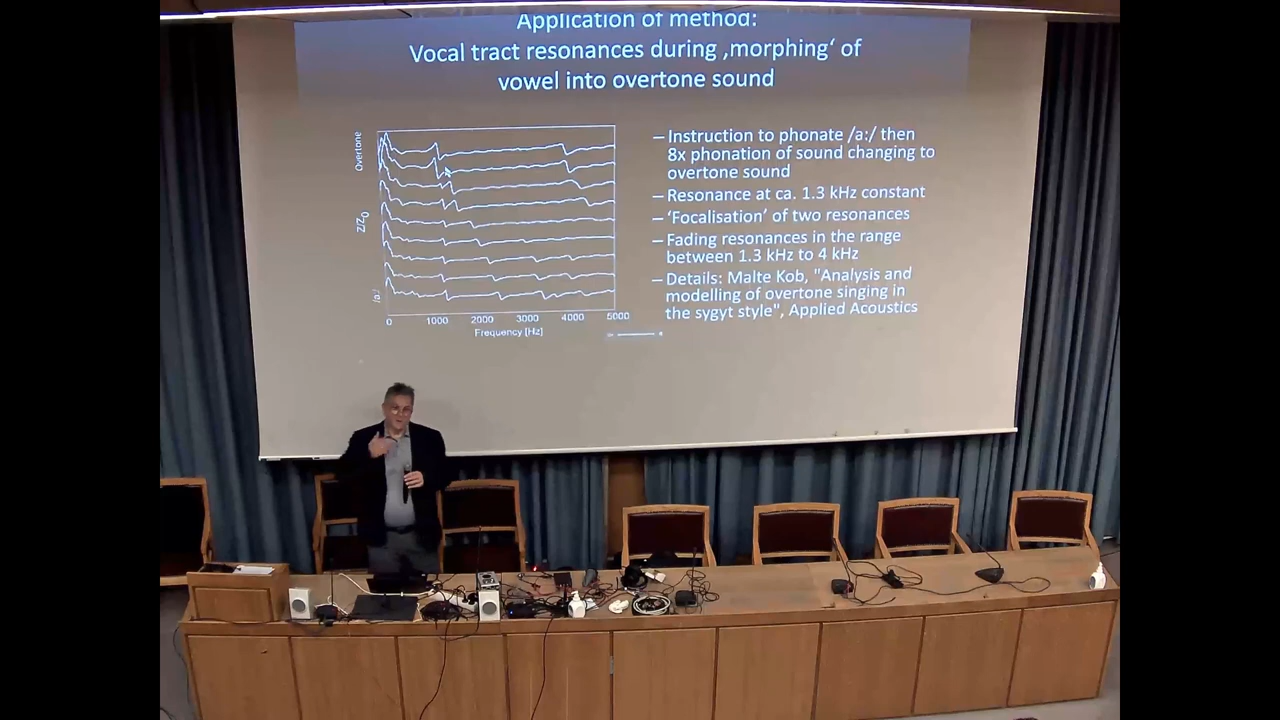 Application of method:
Vocal tract resonances during ‚morphing‘ of
vowel into overtone sound
Overtone
Z/Z0
/a:/
0 1000 2000 3000 4000 5000
Frequency [Hz]
– Instruction to phonate /a:/ then
8x phonation of sound changing to
overtone sound
– Resonance at ca. 1.3 kHz constant
– ‘Focalisation’ of two resonances
– Fading resonances in the range
between 1.3 kHz to 4 kHz
– Details: Malte Kob, "Analysis and
modelling of overtone singing in
the sygyt style", Applied Acoustics